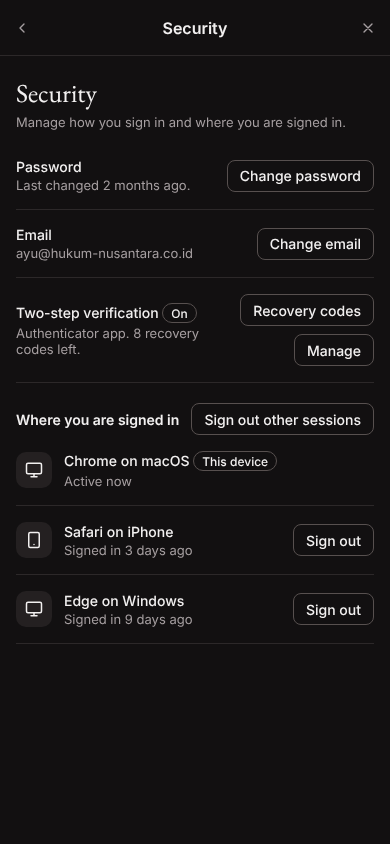 Security
Security
Manage how you sign in and where you are signed in.
Password
Last changed 2 months ago.
Change password
Email
ayu@hukum-nusantara.co.id
Change email
Two-step verification On
Authenticator app. 8 recovery
codes left.
Recovery codes
Manage
Where you are signed in
Sign out other sessions
Chrome on macOS This device
Active now
Safari on iPhone
Signed in 3 days ago
Sign out
Edge on Windows
Signed in 9 days ago
Sign out